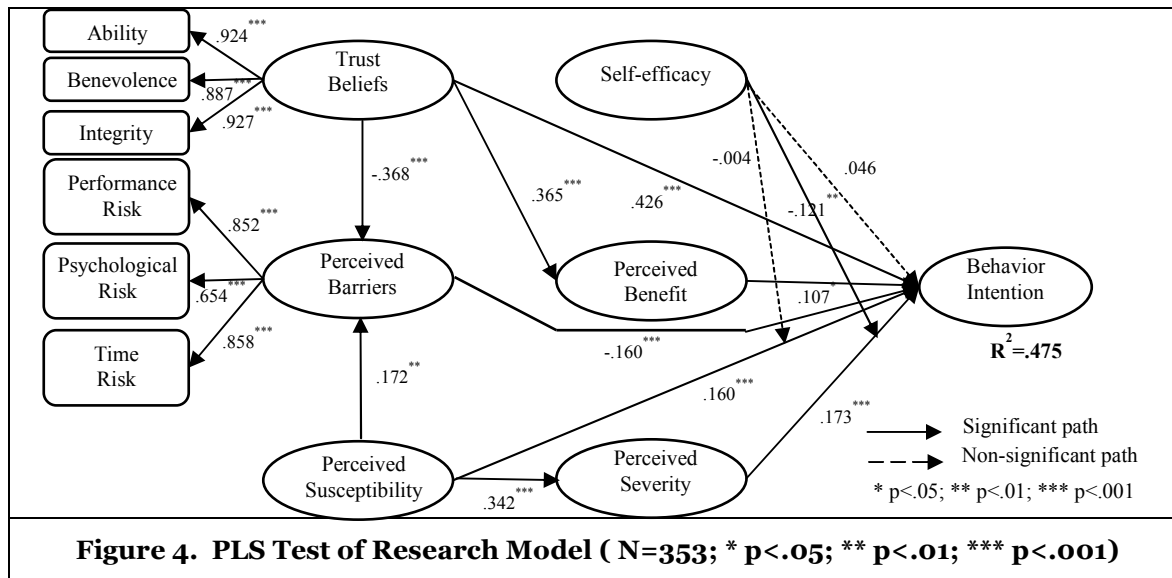 Ability
.924***
Trust
Beliefs
Self-efficacy
Benevolence
.887***
Integrity
.927***
-.368***
.365***
.426***
-.004
-.121**
.046
Performance
Risk
.852***
Psychological
Risk
.654***
Perceived
Barriers
Perceived
Benefit
.107*
Behavior
Intention
Time
Risk
.858***
-.160***
R²=.475
.172**
.160***
.173***
Perceived
Susceptibility
.342***
Perceived
Severity
Significant path
Non-significant path
* p<.05; ** p<.01; *** p<.001
Figure 4. PLS Test of Research Model ( N=353; * p<.05; ** p<.01; *** p<.001)